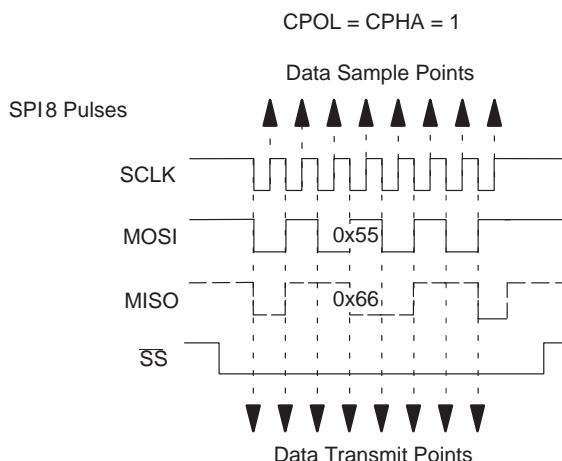 CPOL = CPHA = 1
Data Sample Points
SPI8 Pulses
SCLK
MOSI
0x55
MISO
0x66
SS
Data Transmit Points